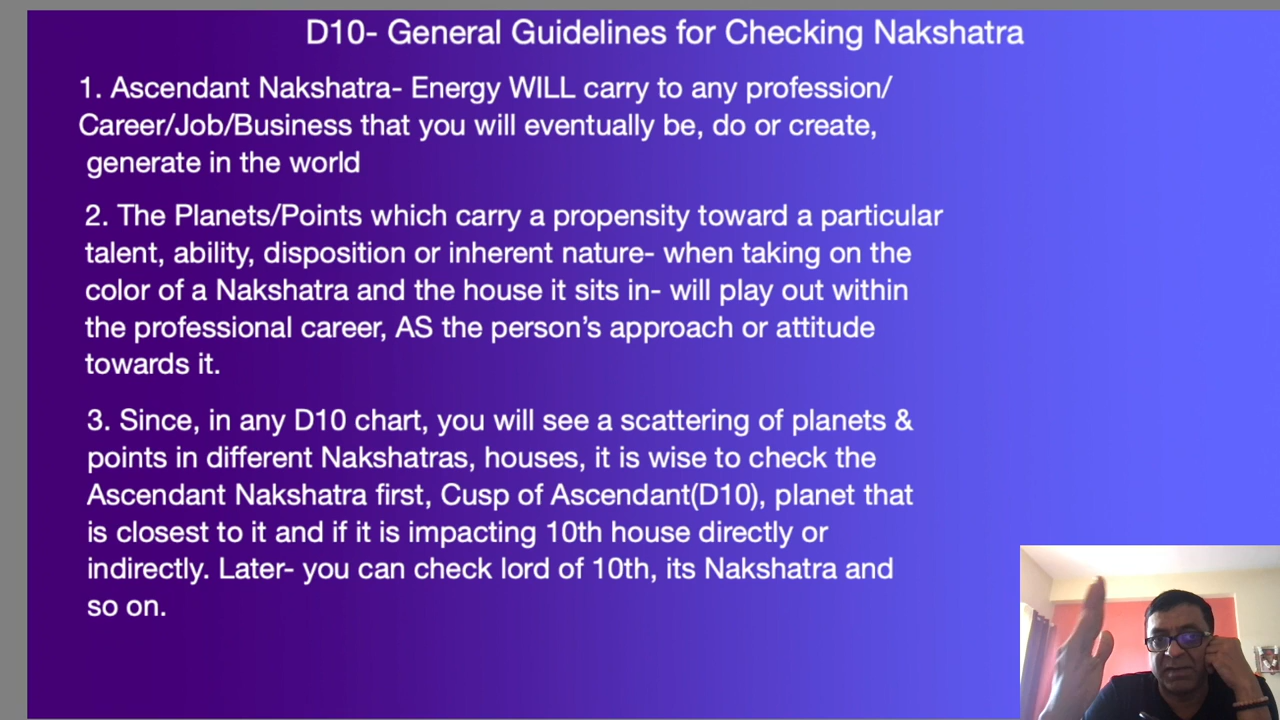 D10- General Guidelines for Checking Nakshatra
1. Ascendant Nakshatra- Energy WILL carry to any profession/
Career/Job/Business that you will eventually be, do or create,
generate in the world
2. The Planets/Points which carry a propensity toward a particular
talent, ability, disposition or inherent nature- when taking on the
color of a Nakshatra and the house it sits in- will play out within
the professional career, AS the person’s approach or attitude
towards it.
3. Since, in any D10 chart, you will see a scattering of planets &
points in different Nakshatras, houses, it is wise to check the
Ascendant Nakshatra first, Cusp of Ascendant(D10), planet that
is closest to it and if it is impacting 10th house directly or
indirectly. Later- you can check lord of 10th, its Nakshatra and
so on.